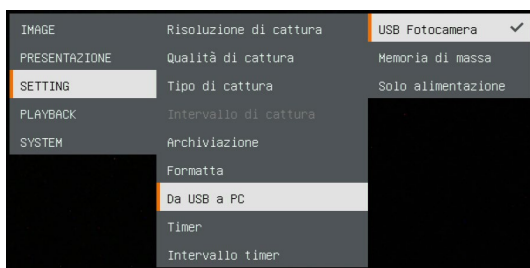 IMAGE
PRESENTAZIONE
SETTING
PLAYBACK
SYSTEM
Risoluzione di cattura
Qualità di cattura
Tipo di cattura
Intervallo di cattura
Archiviazione
Formatta
Da USB a PC
Timer
Intervallo timer
USB Fotocamera
Memoria di massa
Solo alimentazione